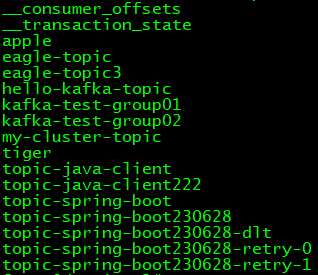 __consumer_offsets
__transaction_state
apple
eagle-topic
eagle-topic3
hello-kafka-topic
kafka-test-group01
kafka-test-group02
my-cluster-topic
tiger
topic-java-client
topic-java-client222
topic-spring-boot
topic-spring-boot230628
topic-spring-boot230628-dlt
topic-spring-boot230628-retry-0
topic-spring-boot230628-retry-1